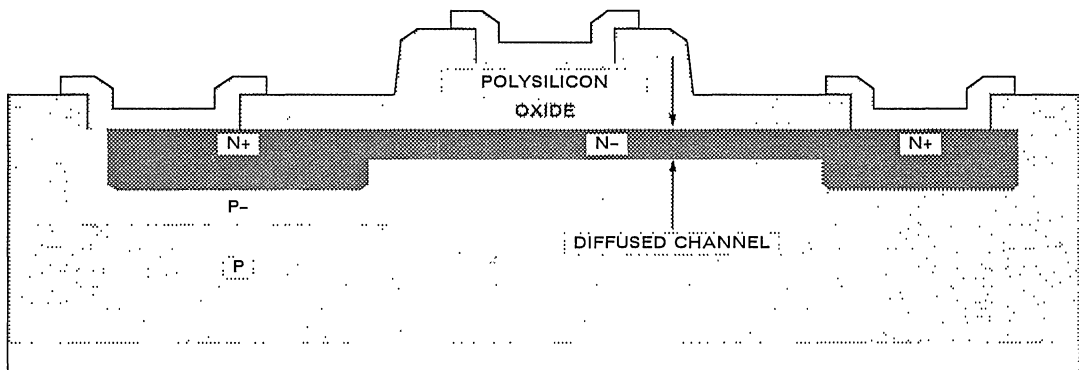 POLYSILICON
OXIDE
N+
N−
N+
P−
DIFFUSED CHANNEL
P